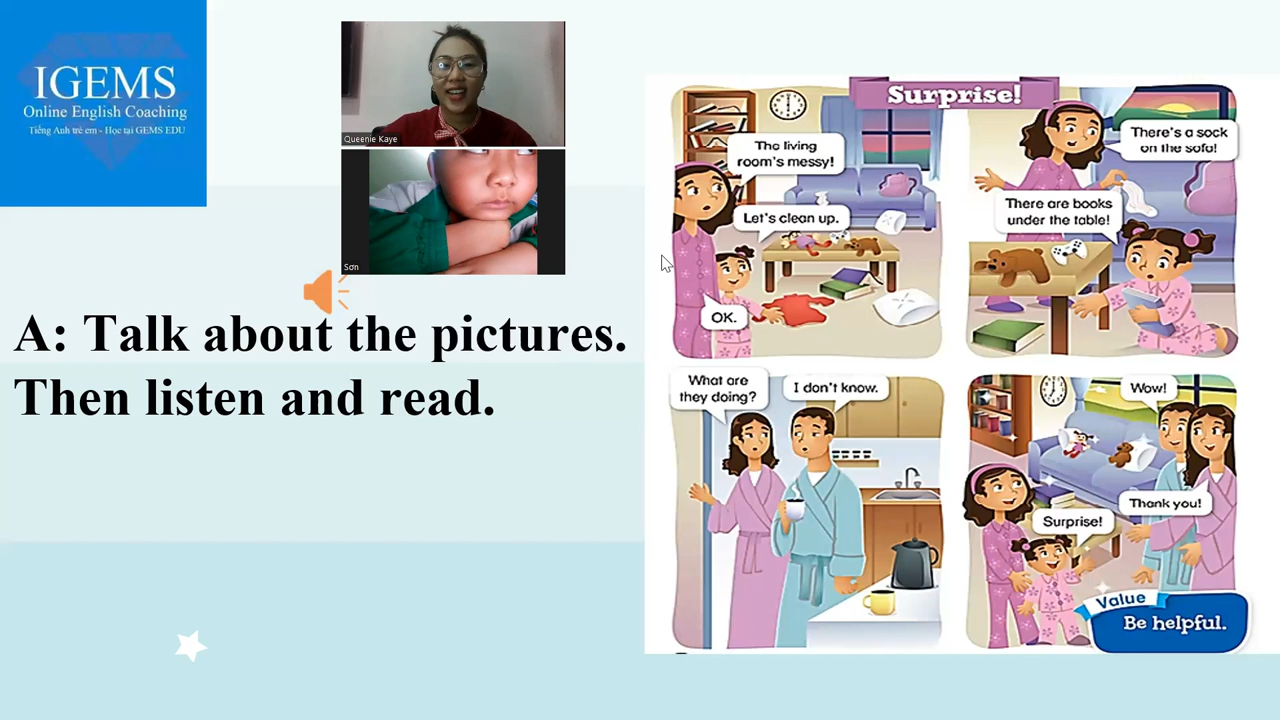 IGEMS
Online English Coaching
Tiếng Anh trẻ em - Học tại GEMS EDU
Queenie Kaye
Sơn
A: Talk about the pictures.
Then listen and read.
Surprise!
The living
room's messy!
Let's clean up.
OK.
There's a sock
on the sofa!
There are books
under the table!
What are
they doing?
I don't know.
Wow!
Thank you!
Surprise!
Value
Be helpful.